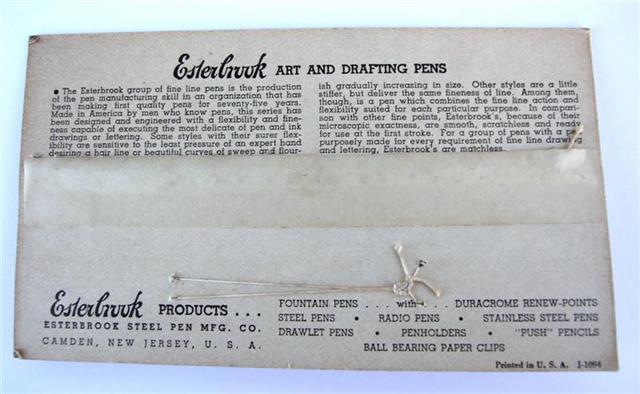 Esterbrook ART AND DRAFTING PENS
• The Esterbrook group of fine line pens is the production
of the pen manufacturing skill in an organization that has
been making first quality pens for seventy-five years.
Made in America by men who know pens, this series has
been designed and engineered with a flexibility and fine-
ness capable of executing the most delicate of pen and ink
drawings or lettering. Some styles with their surer flex-
ibility are sensitive to the least pressure of an expert hand
desiring a hair line or beautiful curves of sweep and flour-
ish gradually increasing in size. Other styles are a little
stiffer, but deliver the same fineness of line. Among them,
though, is a pen which combines the fine line action and
flexibility suited for each particular purpose. In compari-
son with other fine points, Esterbrook's, because of their
microscopic exactness, are smooth, scratchless and ready
for use at the first stroke. For a group of pens with a pen
purposely made for every requirement of fine line drawing
and lettering, Esterbrook's are matchless.
Esterbrook PRODUCTS . . .
ESTERBROOK STEEL PEN MFG. CO.
CAMDEN, NEW JERSEY, U. S. A.
FOUNTAIN PENS . . . with . . . DURACROME RENEW-POINTS
STEEL PENS • RADIO PENS • STAINLESS STEEL PENS
DRAWLET PENS • PENHOLDERS • "PUSH" PENCILS
BALL BEARING PAPER CLIPS
Printed in U. S. A. J-1094